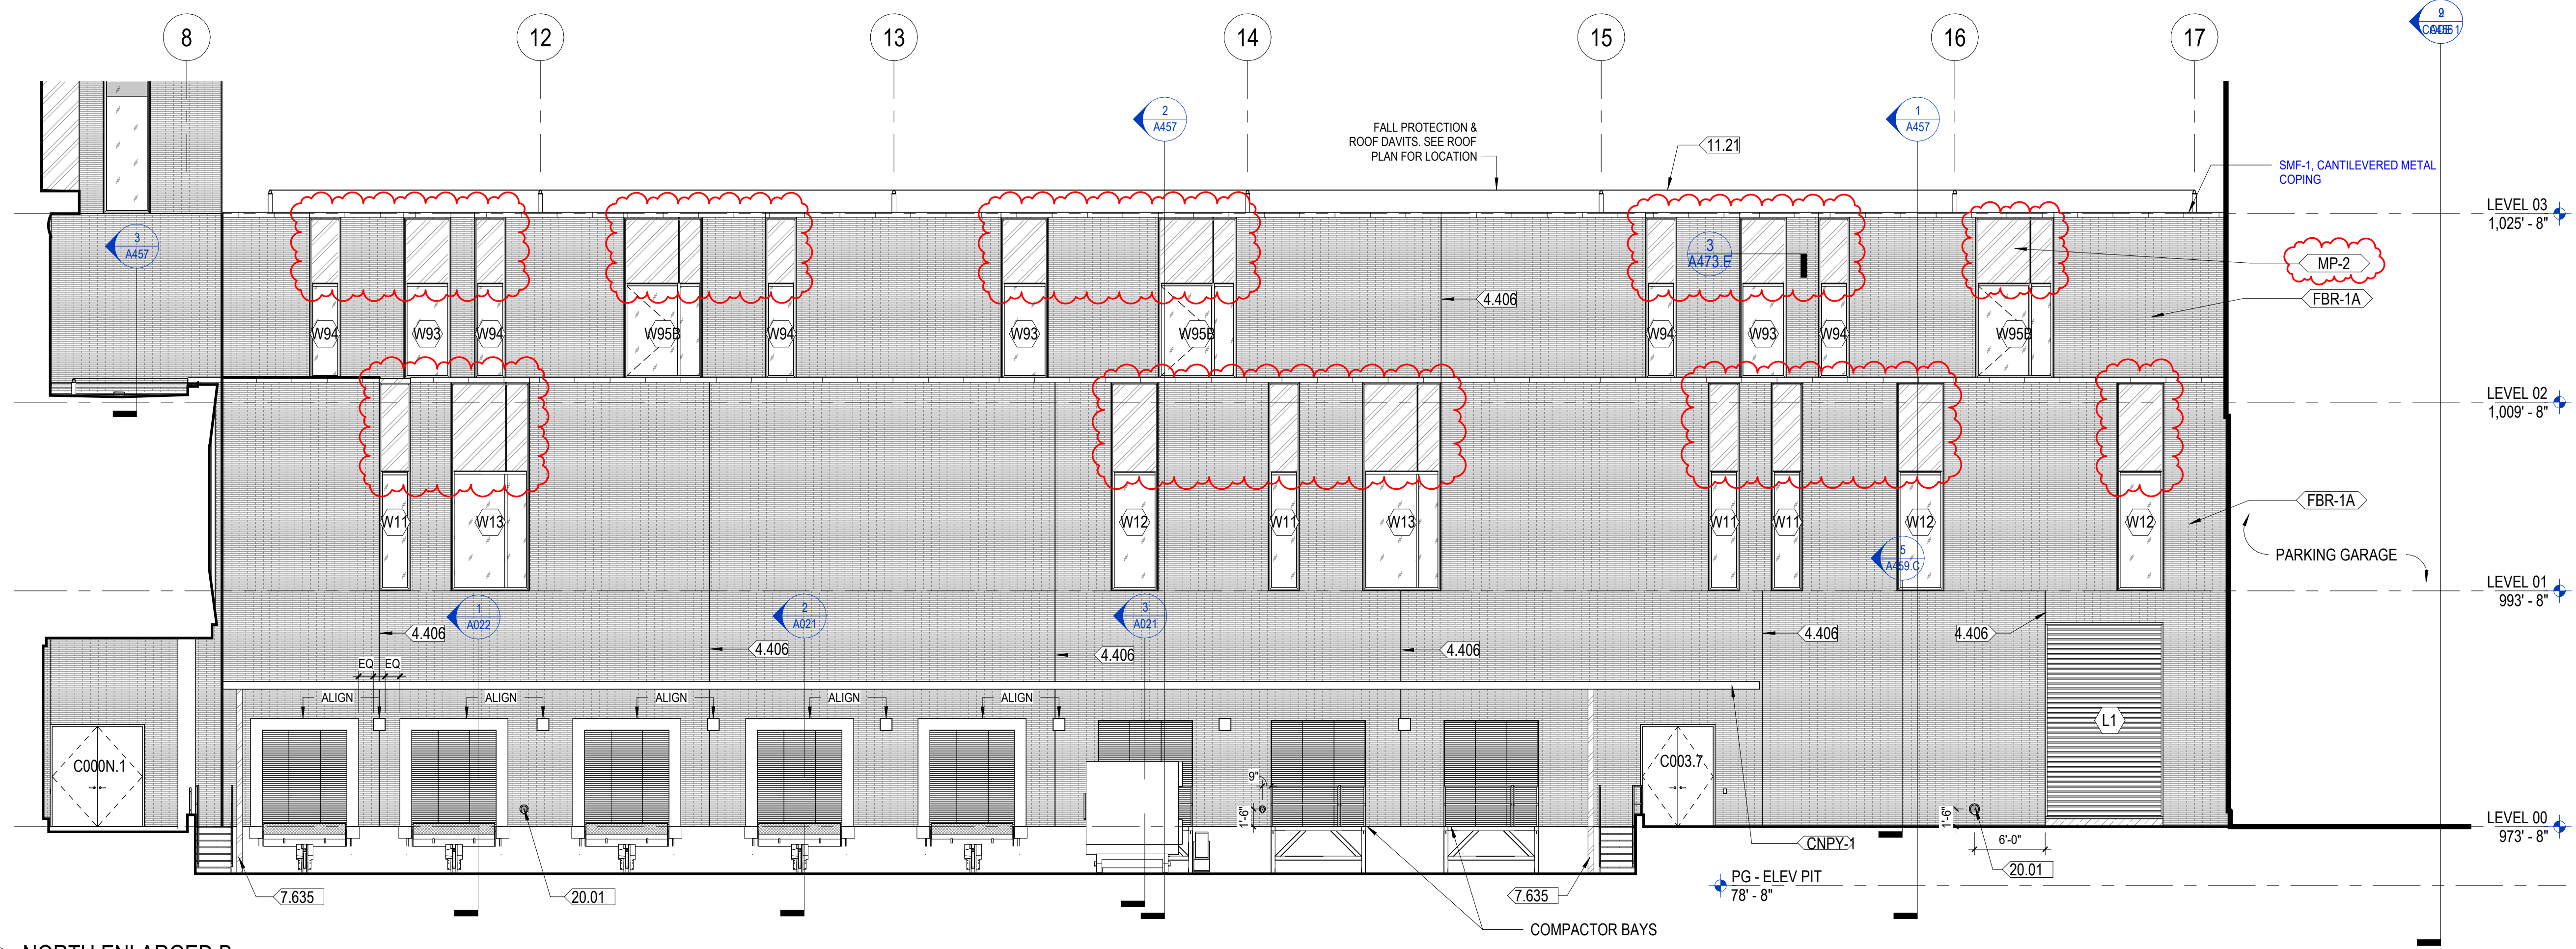 8
12
13
14
15
16
17
2
A457
1
A457
FALL PROTECTION &
ROOF DAVITS. SEE ROOF
PLAN FOR LOCATION
11.21
SMF-1, CANTILEVERED METAL
COPING
LEVEL 03
1,025' - 8"
3
A457
3
A473.E
MP-2
FBR-1A
4.406
W94
W93
W94
W95B
W94
W93
W95B
W94
W93
W94
W95B
LEVEL 02
1,009' - 8"
FBR-1A
W11
W13
W12
W11
W13
W11
W11
W12
W12
5
A459.C
PARKING GARAGE
LEVEL 01
993' - 8"
1
A022
2
A021
3
A021
4.406
4.406
4.406
4.406
4.406
4.406
EQ
EQ
ALIGN
ALIGN
ALIGN
ALIGN
ALIGN
L1
C000N.1
C003.7
9"
1'-6"
1'-6"
6'-0"
LEVEL 00
973' - 8"
CNPY-1
20.01
PG - ELEV PIT
78' - 8"
7.635
20.01
7.635
COMPACTOR BAYS
NORTH ENLARGED B